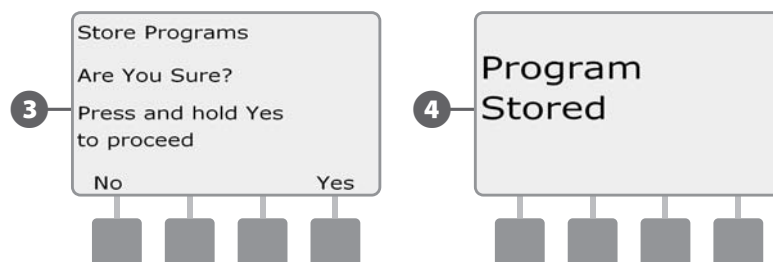 Store Programs
Are You Sure?
3
Press and hold Yes
to proceed
No Yes
4
Program
Stored